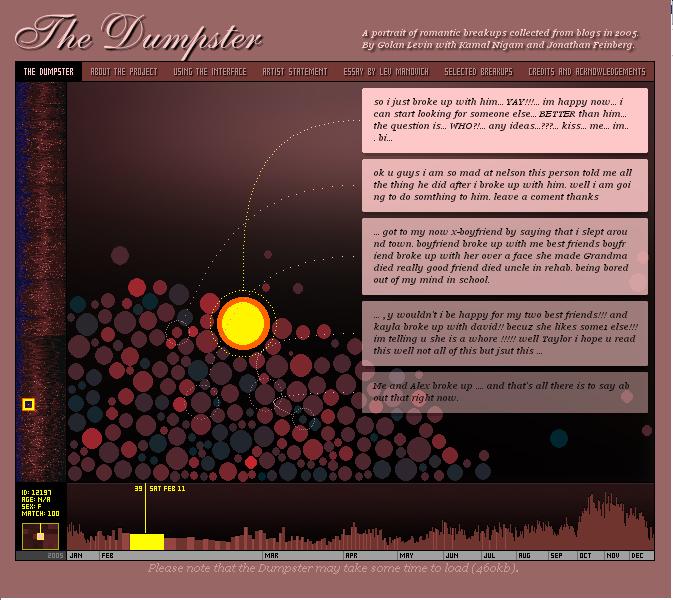 The Dumpster
A portrait of romantic breakups collected from blogs in 2005.
By Golan Levin with Kamal Nigam and Jonathan Feinberg.
THE DUMPSTER ABOUT THE PROJECT USING THE INTERFACE ARTIST STATEMENT ESSAY BY LEV MANOVICH SELECTED BREAKUPS CREDITS AND ACKNOWLEDGEMENTS
so i just broke up with him... YAY!!!... im happy now... i
can start looking for someone else... BETTER than him...
the question is... WHO?!... any ideas...???... kiss... me... im..
. bi...
ok u guys i am so mad at nelson this person told me all
the thing he did after i broke up with him. well i am goi
ng to do somthing to him. leave a coment thanks
... got to my now x-boyfriend by saying that i slept arou
nd town. boyfriend broke up with me best friends boyfr
iend broke up with her over a face she made Grandma
died really good friend died uncle in rehab. being bored
out of my mind in school.
... , y wouldn't i be happy for my two best friends!!! and
kayla broke up with david!! becuz she likes some1 else!!!
im telling u she is a whore !!!!! well Taylor i hope u read
this well not all of this but jsut this ...
Me and Alex broke up .... and that's all there is to say ab
out that right now.
ID: 12197
AGE: N/A
SEX: F
MATCH: 100
39 SAT FEB 11
2005 JAN FEB MAR APR MAY JUN JUL AUG SEP OCT NOV DEC
Please note that the Dumpster may take some time to load (460kb).